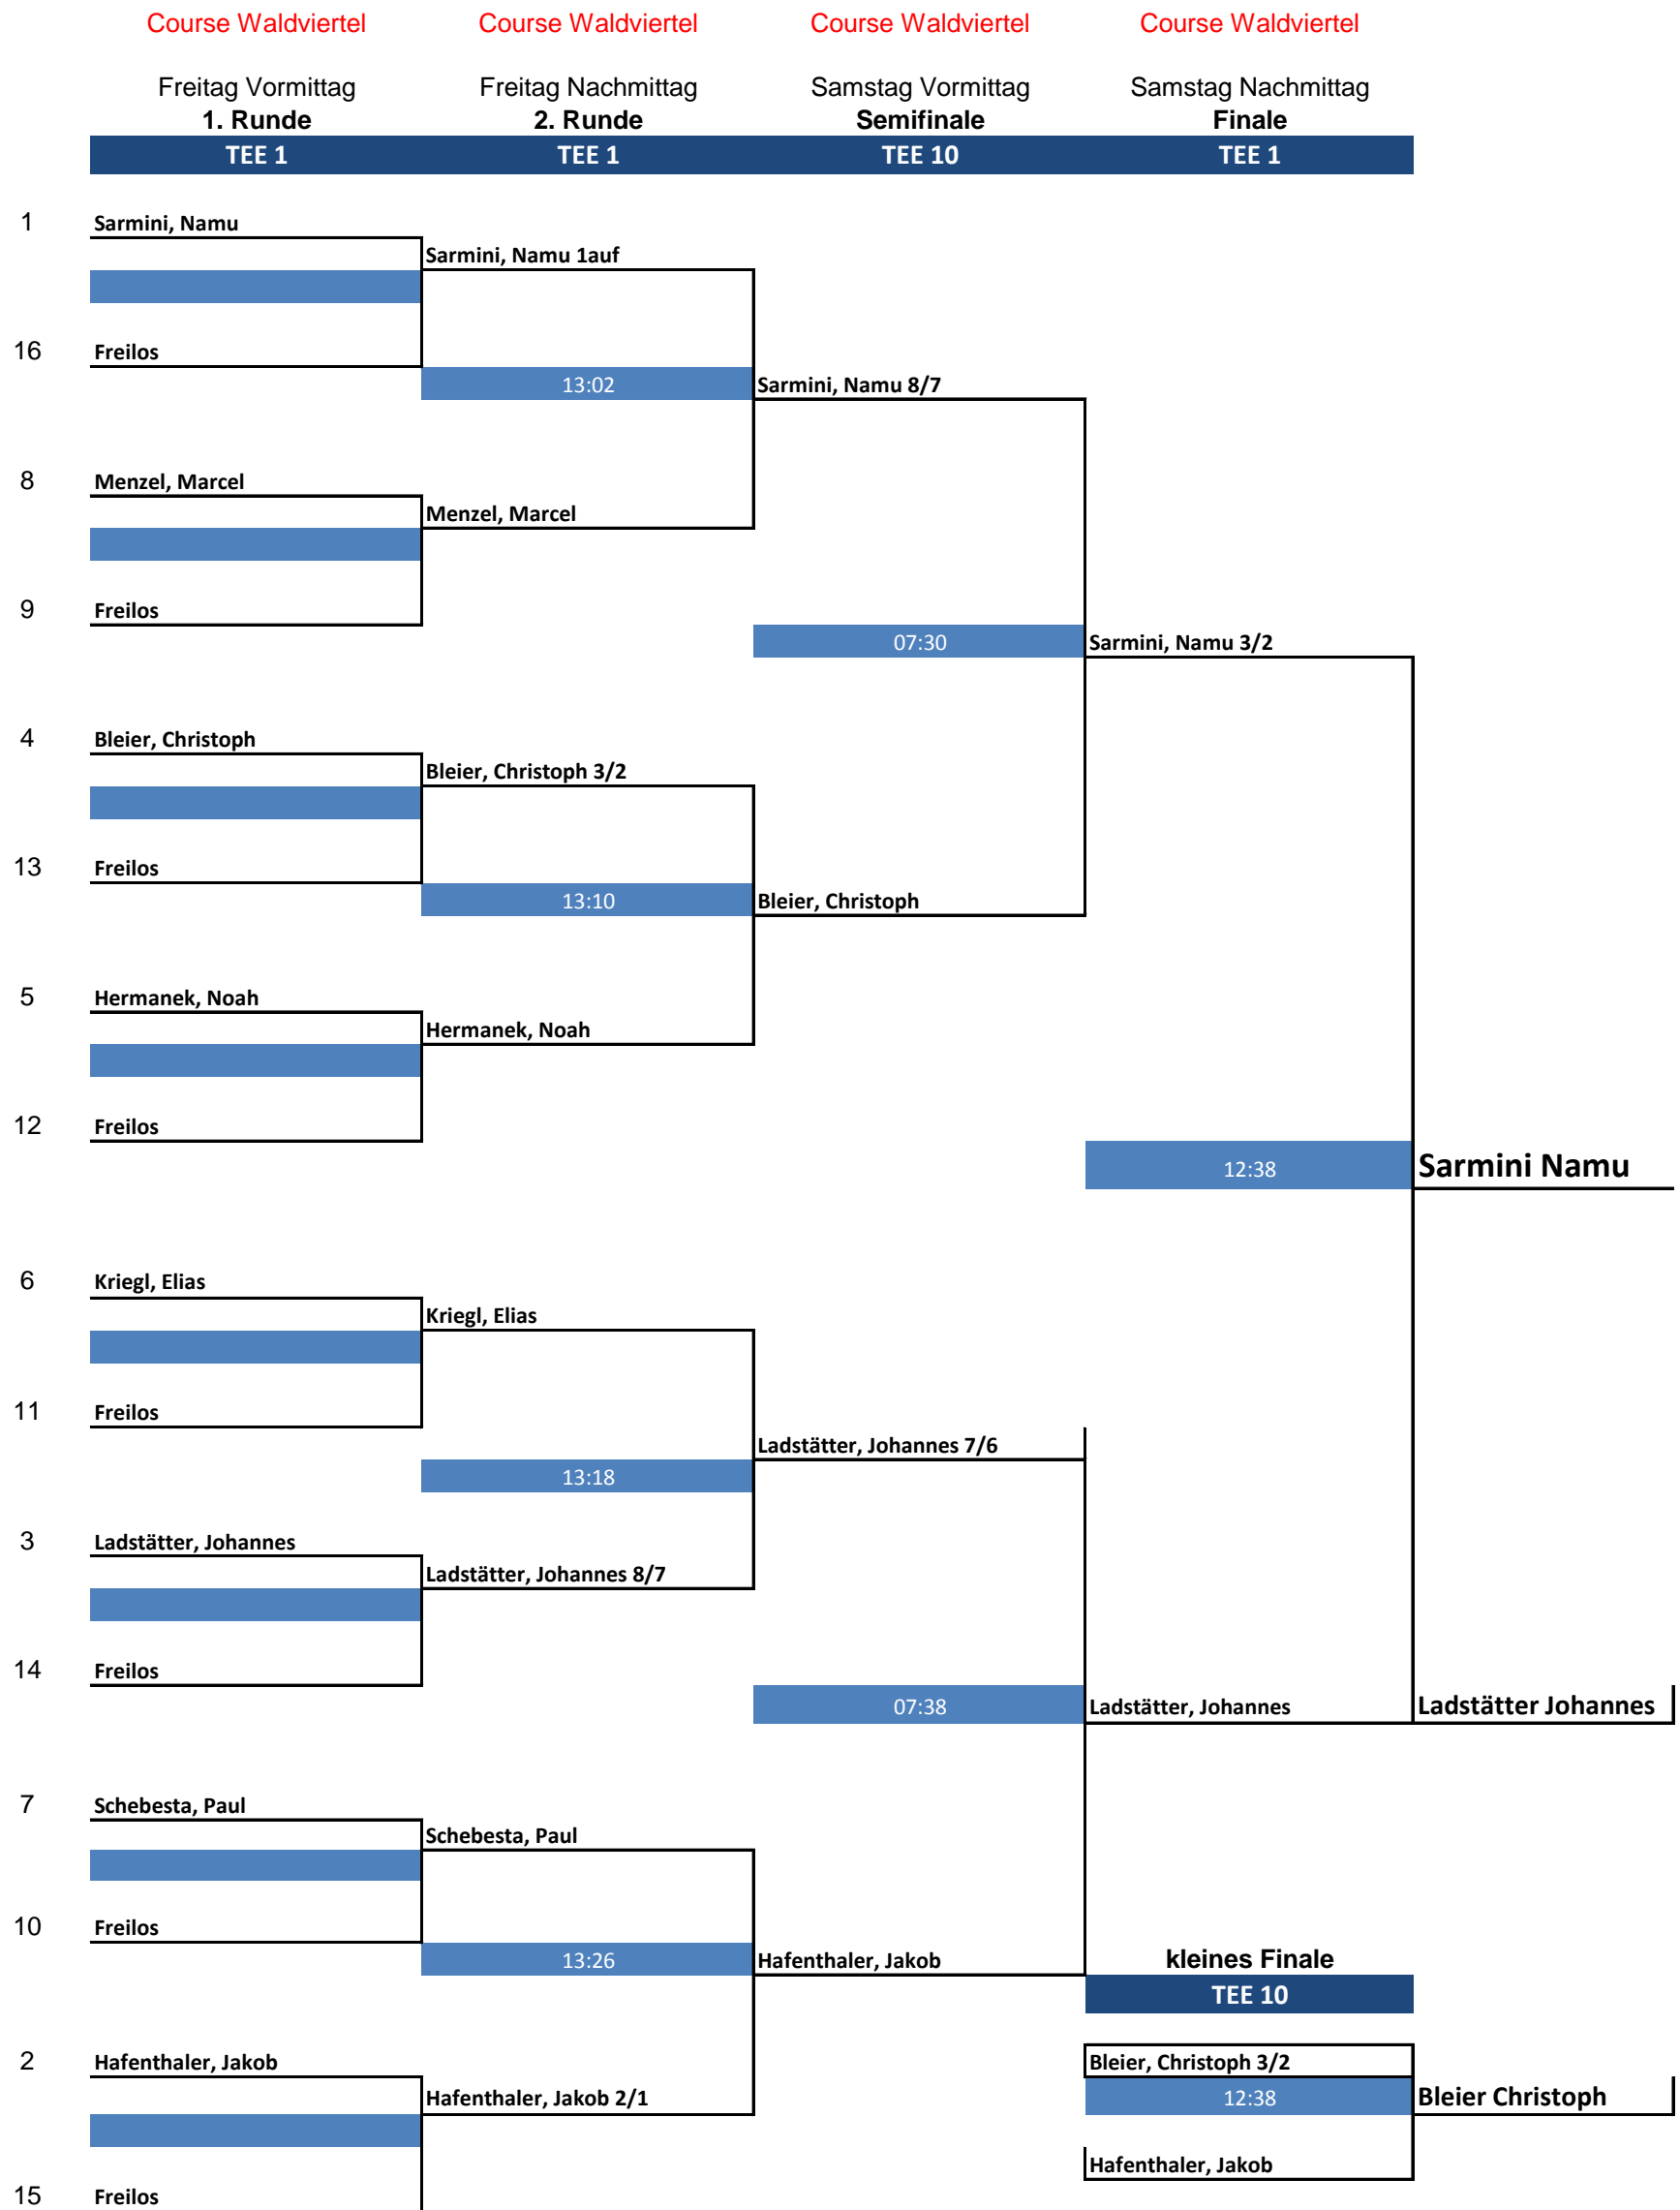 Course Waldviertel Course Waldviertel Course Waldviertel Course Waldviertel
Freitag Vormittag Freitag Nachmittag Samstag Vormittag Samstag Nachmittag
1. Runde 2. Runde Semifinale Finale
TEE 1 TEE 1 TEE 10 TEE 1
1 Sarmini, Namu
Sarmini, Namu 1auf
16 Freilos
13:02 Sarmini, Namu 8/7
8 Menzel, Marcel
Menzel, Marcel
9 Freilos
07:30 Sarmini, Namu 3/2
4 Bleier, Christoph
Bleier, Christoph 3/2
13 Freilos
13:10 Bleier, Christoph
5 Hermanek, Noah
Hermanek, Noah
12 Freilos
12:38 Sarmini Namu
6 Kriegl, Elias
Kriegl, Elias
11 Freilos
Ladstätter, Johannes 7/6
13:18
3 Ladstätter, Johannes
Ladstätter, Johannes 8/7
14 Freilos
07:38 Ladstätter, Johannes Ladstätter Johannes
7 Schebesta, Paul
Schebesta, Paul
10 Freilos
13:26 Hafenthaler, Jakob kleines Finale
TEE 10
2 Hafenthaler, Jakob Bleier, Christoph 3/2
Hafenthaler, Jakob 2/1 12:38 Bleier Christoph
Hafenthaler, Jakob
15 Freilos